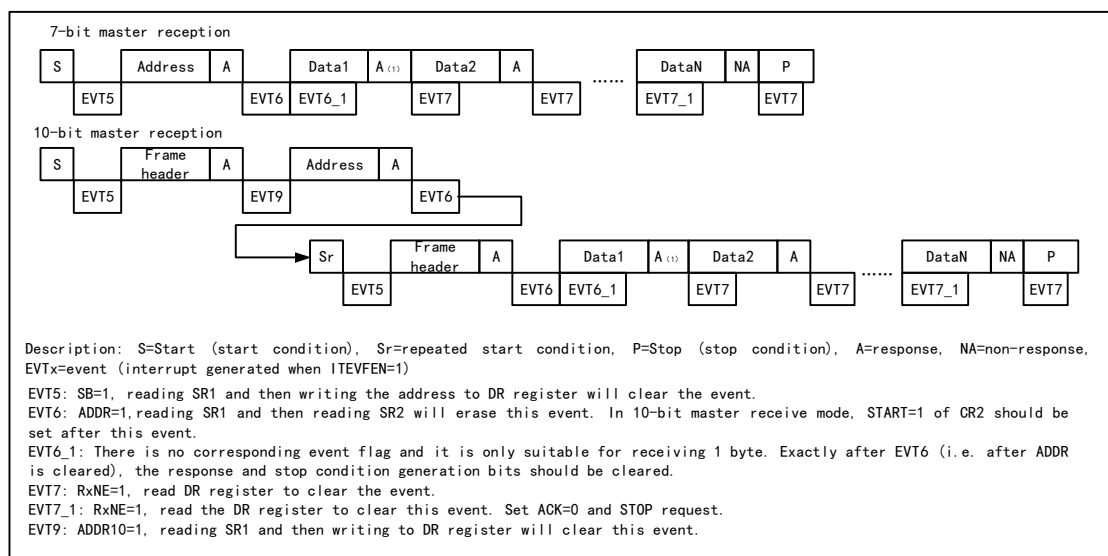 7-bit master reception
S Address A Data1 A(1) Data2 A ...... DataN NA P
EVT5 EVT6 EVT6_1 EVT7 EVT7 EVT7_1 EVT7
10-bit master reception
S Frame header A Address A
EVT5 EVT9 EVT6
Sr Frame header A Data1 A(1) Data2 A ...... DataN NA P
EVT5 EVT6 EVT6_1 EVT7 EVT7 EVT7_1 EVT7
Description: S=Start (start condition), Sr=repeated start condition, P=Stop (stop condition), A=response, NA=non-response,
EVTx=event (interrupt generated when ITEVFEN=1)
EVT5: SB=1, reading SR1 and then writing the address to DR register will clear the event.
EVT6: ADDR=1, reading SR1 and then reading SR2 will erase this event. In 10-bit master receive mode, START=1 of CR2 should be
set after this event.
EVT6_1: There is no corresponding event flag and it is only suitable for receiving 1 byte. Exactly after EVT6 (i.e. after ADDR
is cleared), the response and stop condition generation bits should be cleared.
EVT7: RxNE=1, read DR register to clear the event.
EVT7_1: RxNE=1, read the DR register to clear this event. Set ACK=0 and STOP request.
EVT9: ADDR10=1, reading SR1 and then writing to DR register will clear this event.